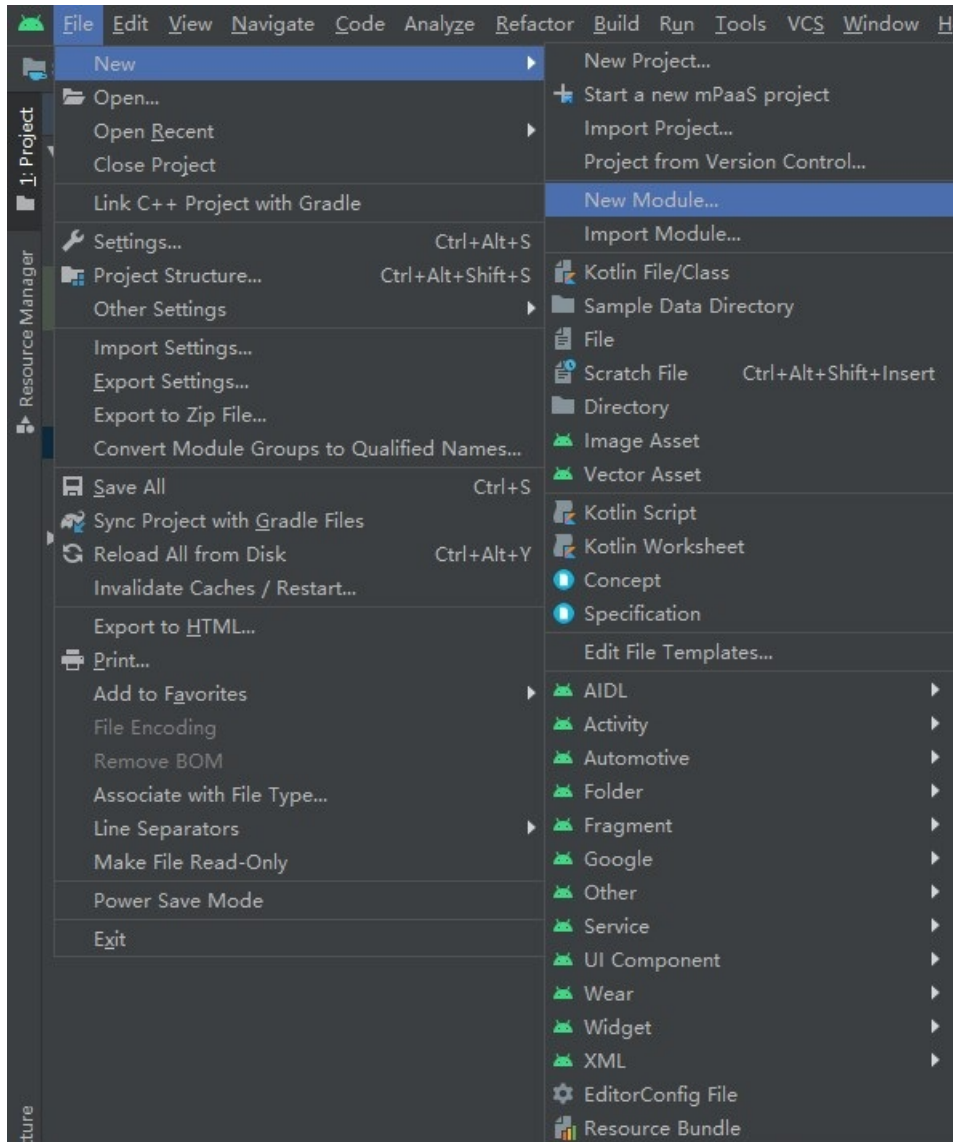 File Edit View Navigate Code Analyze Refactor Build Run Tools VCS Window H
1: Project
Resource Manager
New
Open...
Open Recent
Close Project
Link C++ Project with Gradle
Settings... Ctrl+Alt+S
Project Structure... Ctrl+Alt+Shift+S
Other Settings
Import Settings...
Export Settings...
Export to Zip File...
Convert Module Groups to Qualified Names...
Save All Ctrl+S
Sync Project with Gradle Files
Reload All from Disk Ctrl+Alt+Y
Invalidate Caches / Restart...
Export to HTML...
Print...
Add to Favorites
File Encoding
Remove BOM
Associate with File Type...
Line Separators
Make File Read-Only
Power Save Mode
Exit
New Project...
Start a new mPaaS project
Import Project...
Project from Version Control...
New Module...
Import Module...
Kotlin File/Class
Sample Data Directory
File
Scratch File Ctrl+Alt+Shift+Insert
Directory
Image Asset
Vector Asset
Kotlin Script
Kotlin Worksheet
Concept
Specification
Edit File Templates...
AIDL
Activity
Automotive
Folder
Fragment
Google
Other
Service
UI Component
Wear
Widget
XML
EditorConfig File
Resource Bundle
ture